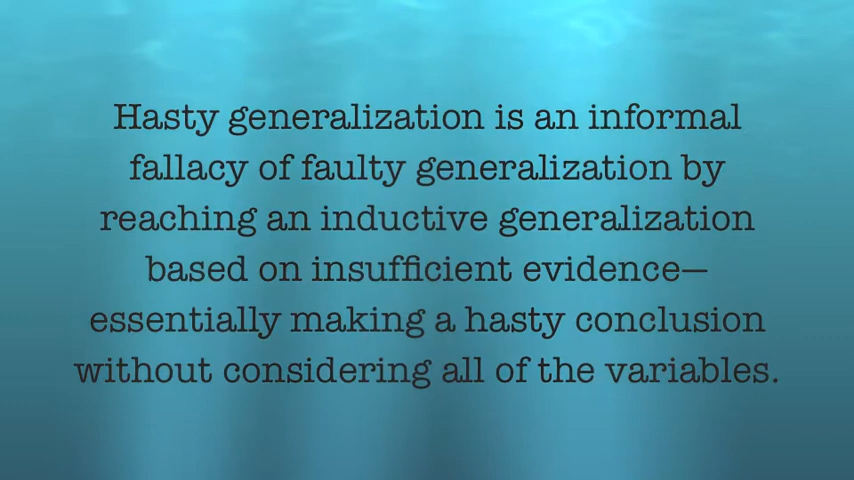 Hasty generalization is an informal
fallacy of faulty generalization by
reaching an inductive generalization
based on insufficient evidence—
essentially making a hasty conclusion
without considering all of the variables.